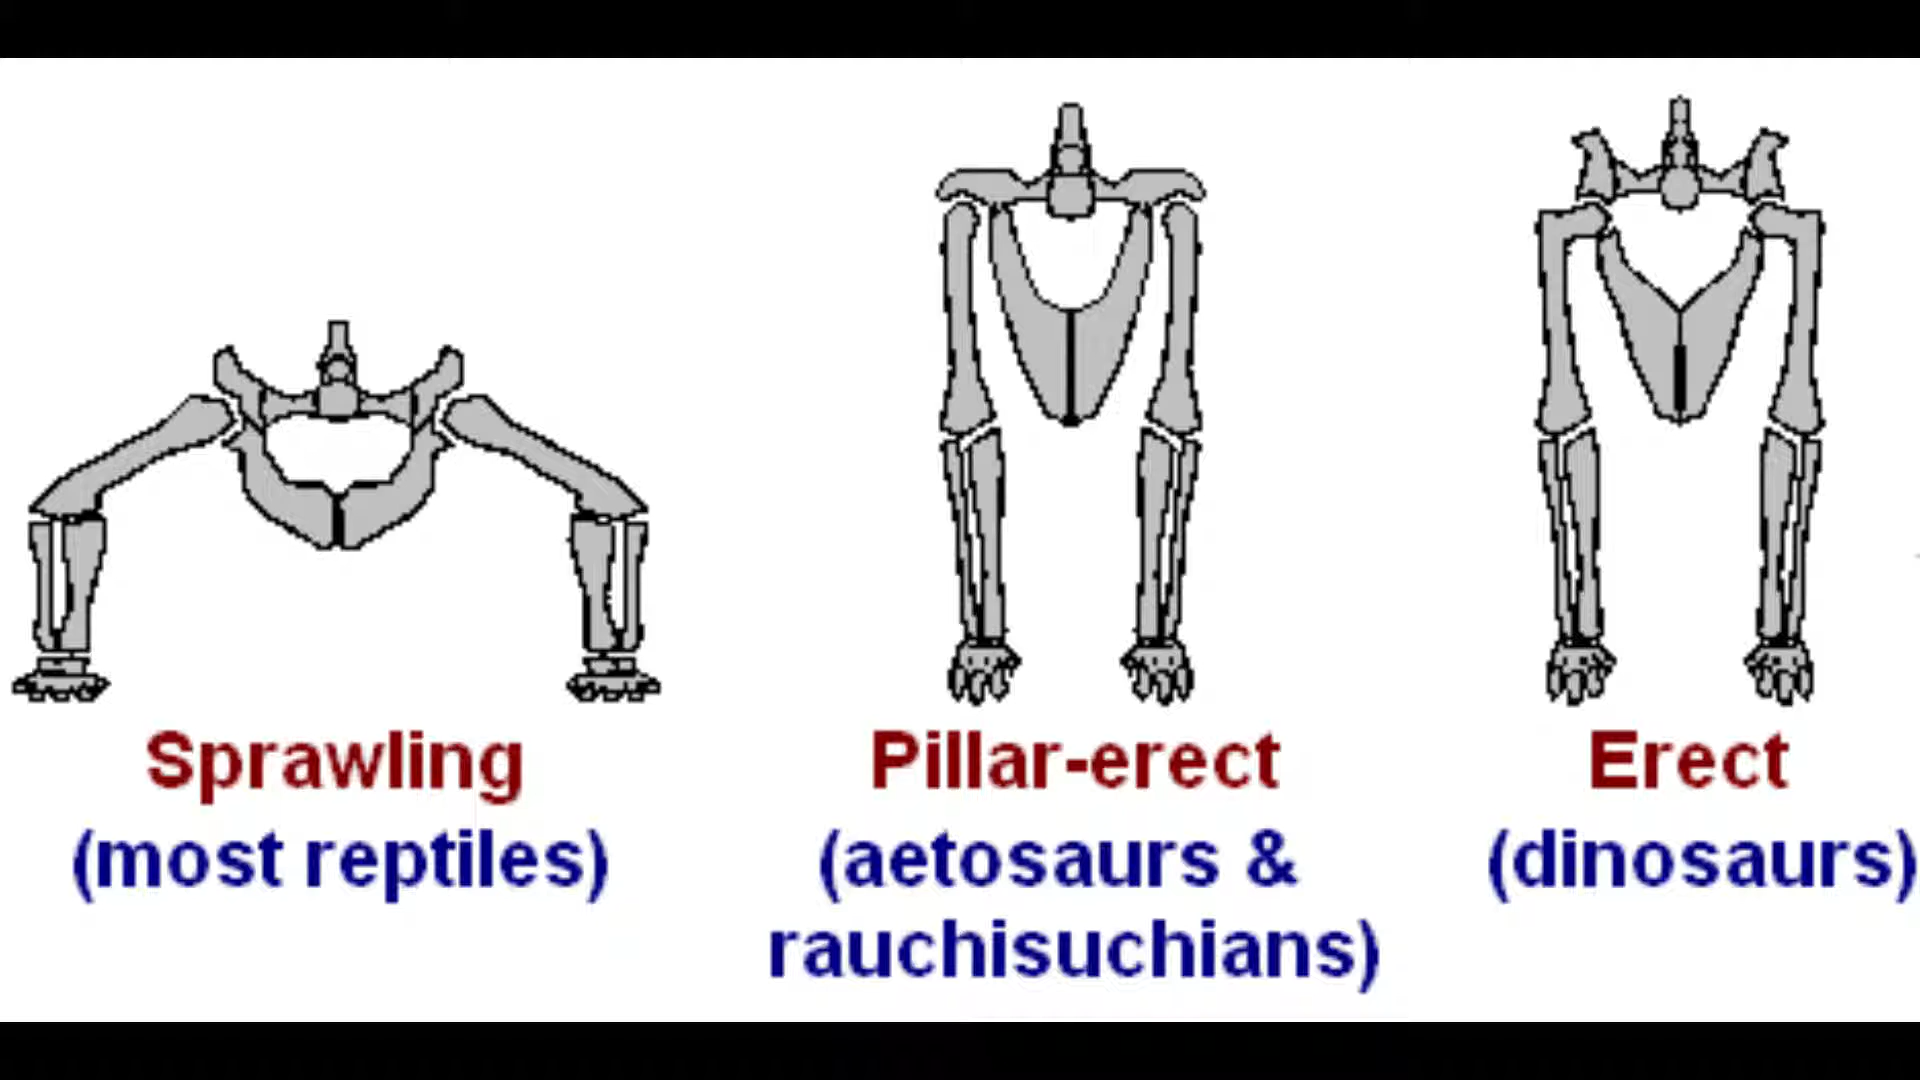 Sprawling
(most reptiles)
Pillar-erect
(aetosaurs &
rauchisuchians)
Erect
(dinosaurs)